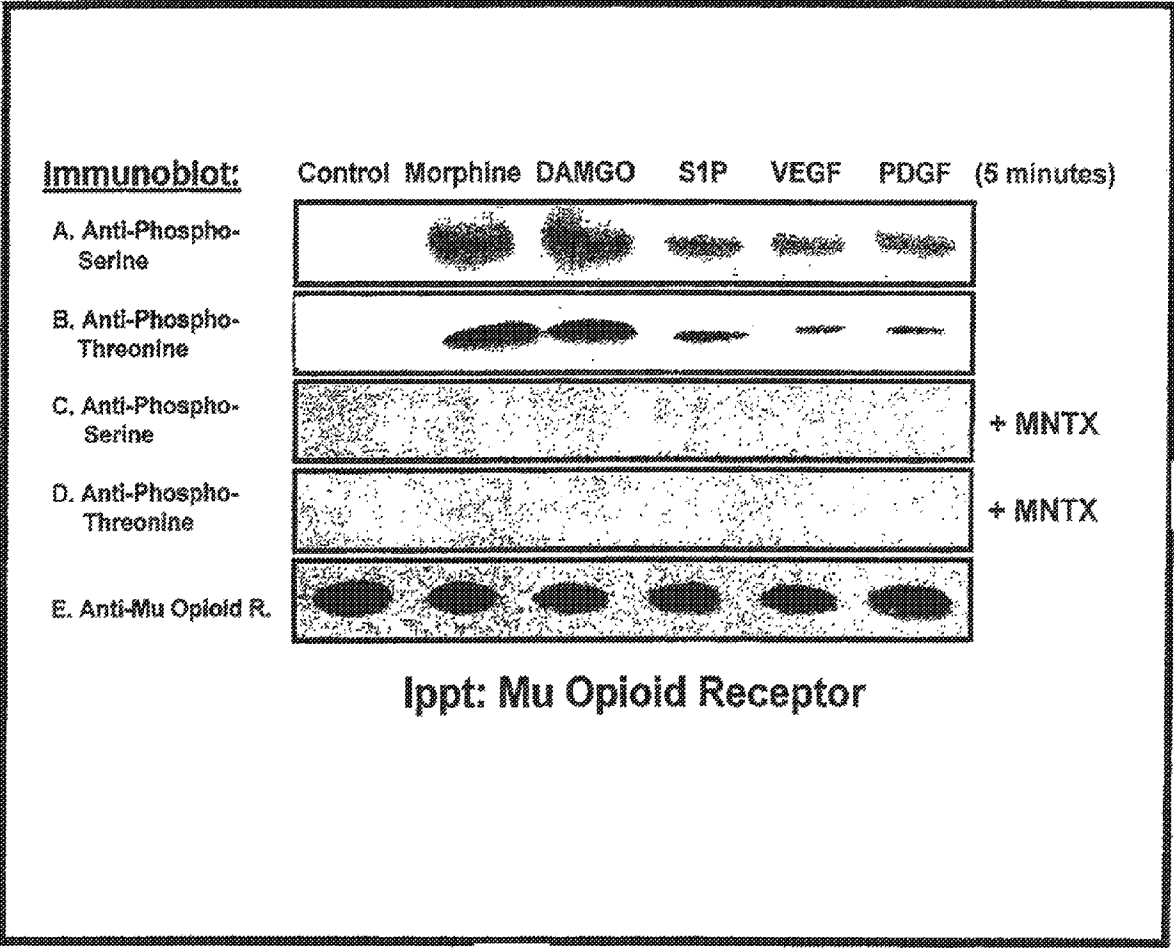 Immunoblot: Control Morphine DAMGO S1P VEGF PDGF (5 minutes)
A. Anti-Phospho-
Serine
B. Anti-Phospho-
Threonine
C. Anti-Phospho-
Serine
+ MNTX
D. Anti-Phospho-
Threonine
+ MNTX
E. Anti-Mu Opioid R.
Ippt: Mu Opioid Receptor